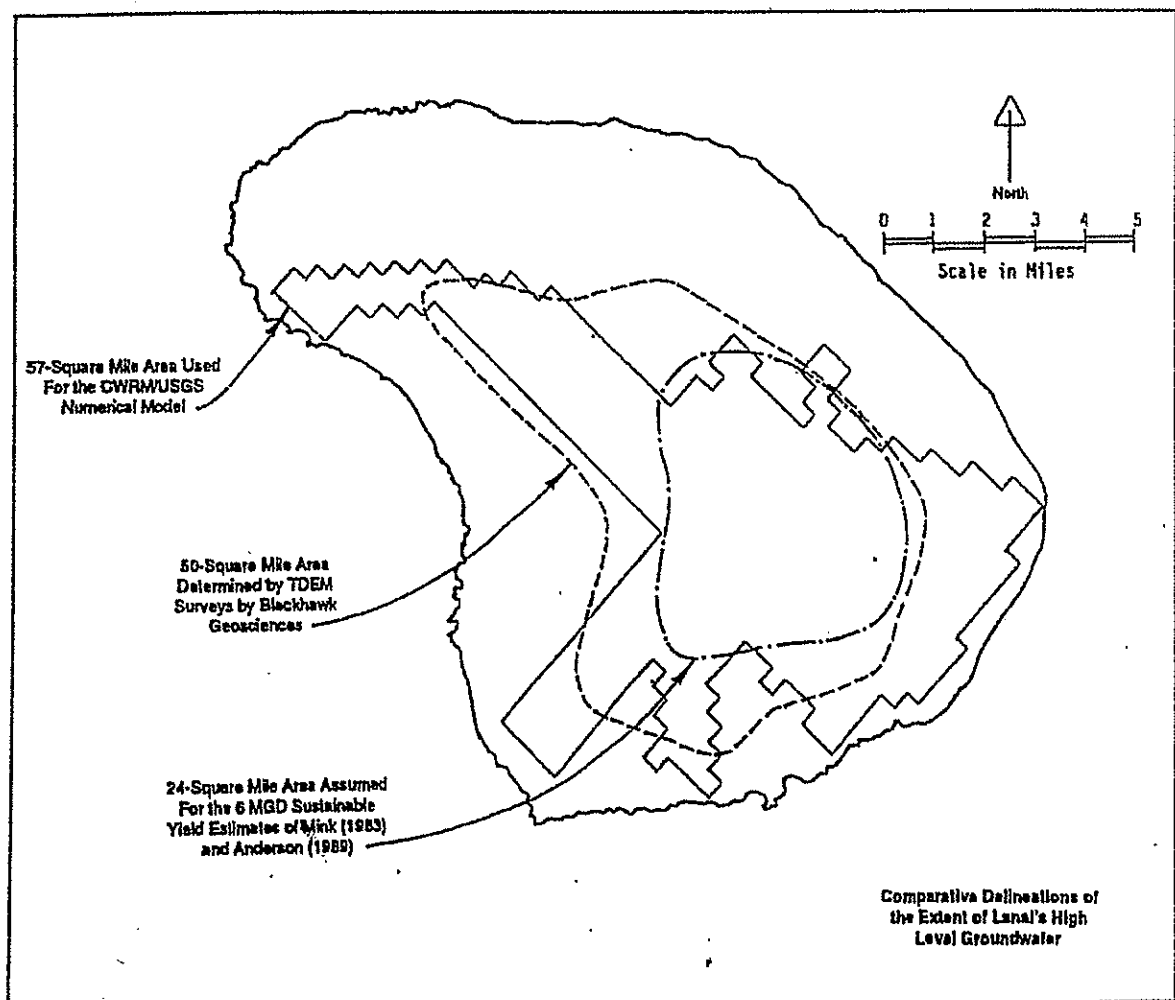 North
0 1 2 3 4 5
Scale in Miles
57-Square Mile Area Used
For the CWRM/USGS
Numerical Model
50-Square Mile Area
Determined by TDEM
Surveys by Blackhawk
Geosciences
24-Square Mile Area Assumed
For the 6 MGD Sustainable
Yield Estimates of Mink (1983)
and Anderson (1989)
Comparative Delineations of
the Extent of Lanai's High
Level Groundwater